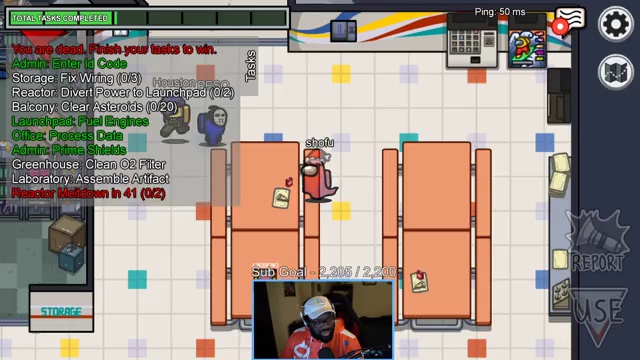 TOTAL TASKS COMPLETED
Ping: 50 ms
You are dead. Finish your tasks to win.
Admin: Enter Id Code
Storage: Fix Wiring (0/3)
Reactor: Divert Power to Launchpad (0/2)
Balcony: Clear Asteroids (0/20)
Launchpad: Fuel Engines
Office: Process Data
Admin: Prime Shields
Greenhouse: Clean O2 Filter
Laboratory: Assemble Artifact
Reactor Meltdown in 41 (0/2)
Tasks
Houston
shofu
Sub Goal - 2,205 / 2,200
STORAGE
REPORT
USE